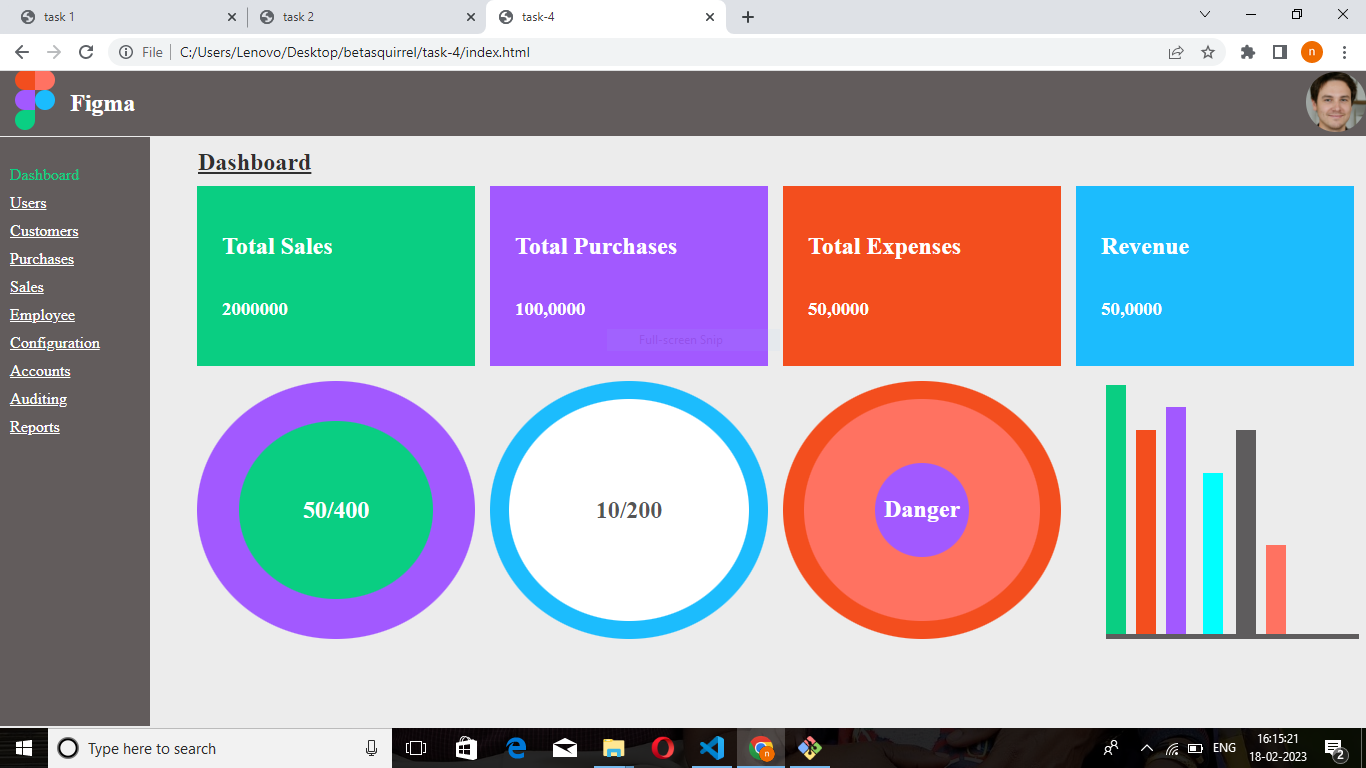 task 1
task 2
task-4
File
C:/Users/Lenovo/Desktop/betasquirrel/task-4/index.html
n
Figma
Dashboard
Users
Customers
Purchases
Sales
Employee
Configuration
Accounts
Auditing
Reports
Dashboard
Total Sales
2000000
Total Purchases
100,0000
Total Expenses
50,0000
Revenue
50,0000
Full-screen Snip
50/400
10/200
Danger
Type here to search
n
ENG
16:15:21
18-02-2023
2